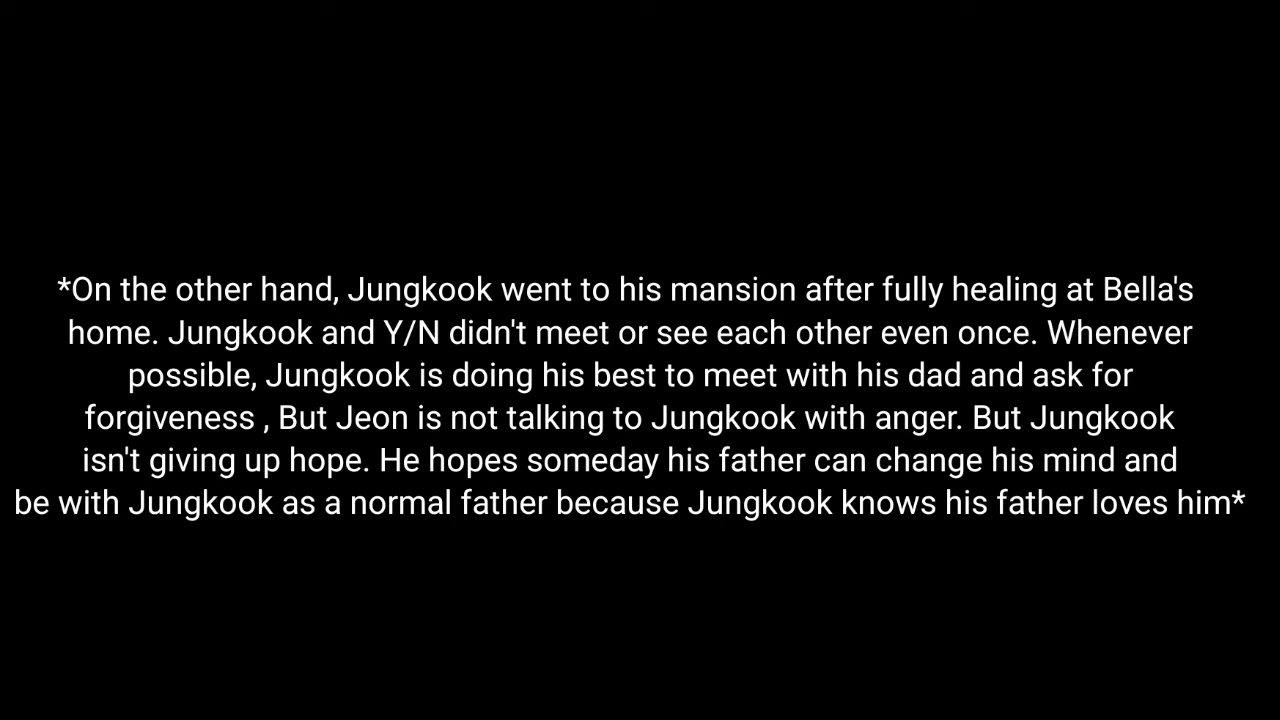 *On the other hand, Jungkook went to his mansion after fully healing at Bella's
home. Jungkook and Y/N didn't meet or see each other even once. Whenever
possible, Jungkook is doing his best to meet with his dad and ask for
forgiveness , But Jeon is not talking to Jungkook with anger. But Jungkook
isn't giving up hope. He hopes someday his father can change his mind and
be with Jungkook as a normal father because Jungkook knows his father loves him*